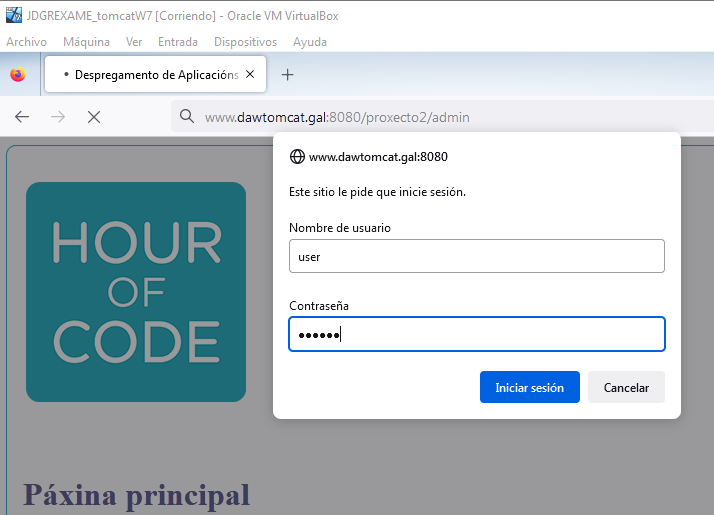 JDGREXAME_tomcatW7 [Corriendo] - Oracle VM VirtualBox
Archivo Máquina Ver Entrada Dispositivos Ayuda
Despregamento de Aplicacións
www.dawtomcat.gal:8080/proxecto2/admin
www.dawtomcat.gal:8080
Este sitio le pide que inicie sesión.
Nombre de usuario
user
Contraseña
••••••
Iniciar sesión Cancelar
HOUR
OF
CODE
Páxina principal